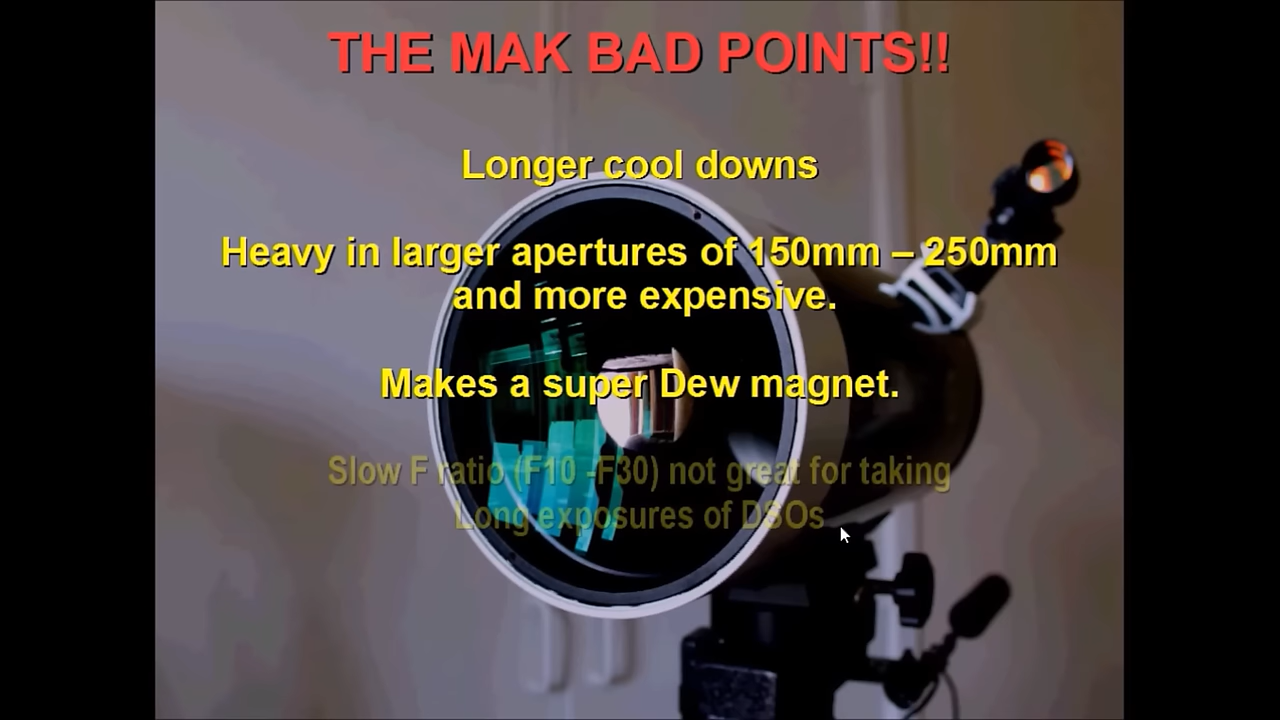 THE MAK BAD POINTS!!
Longer cool downs
Heavy in larger apertures of 150mm – 250mm
and more expensive.
Makes a super Dew magnet.
Slow F ratio (F10 -F30) not great for taking
Long exposures of DSOs